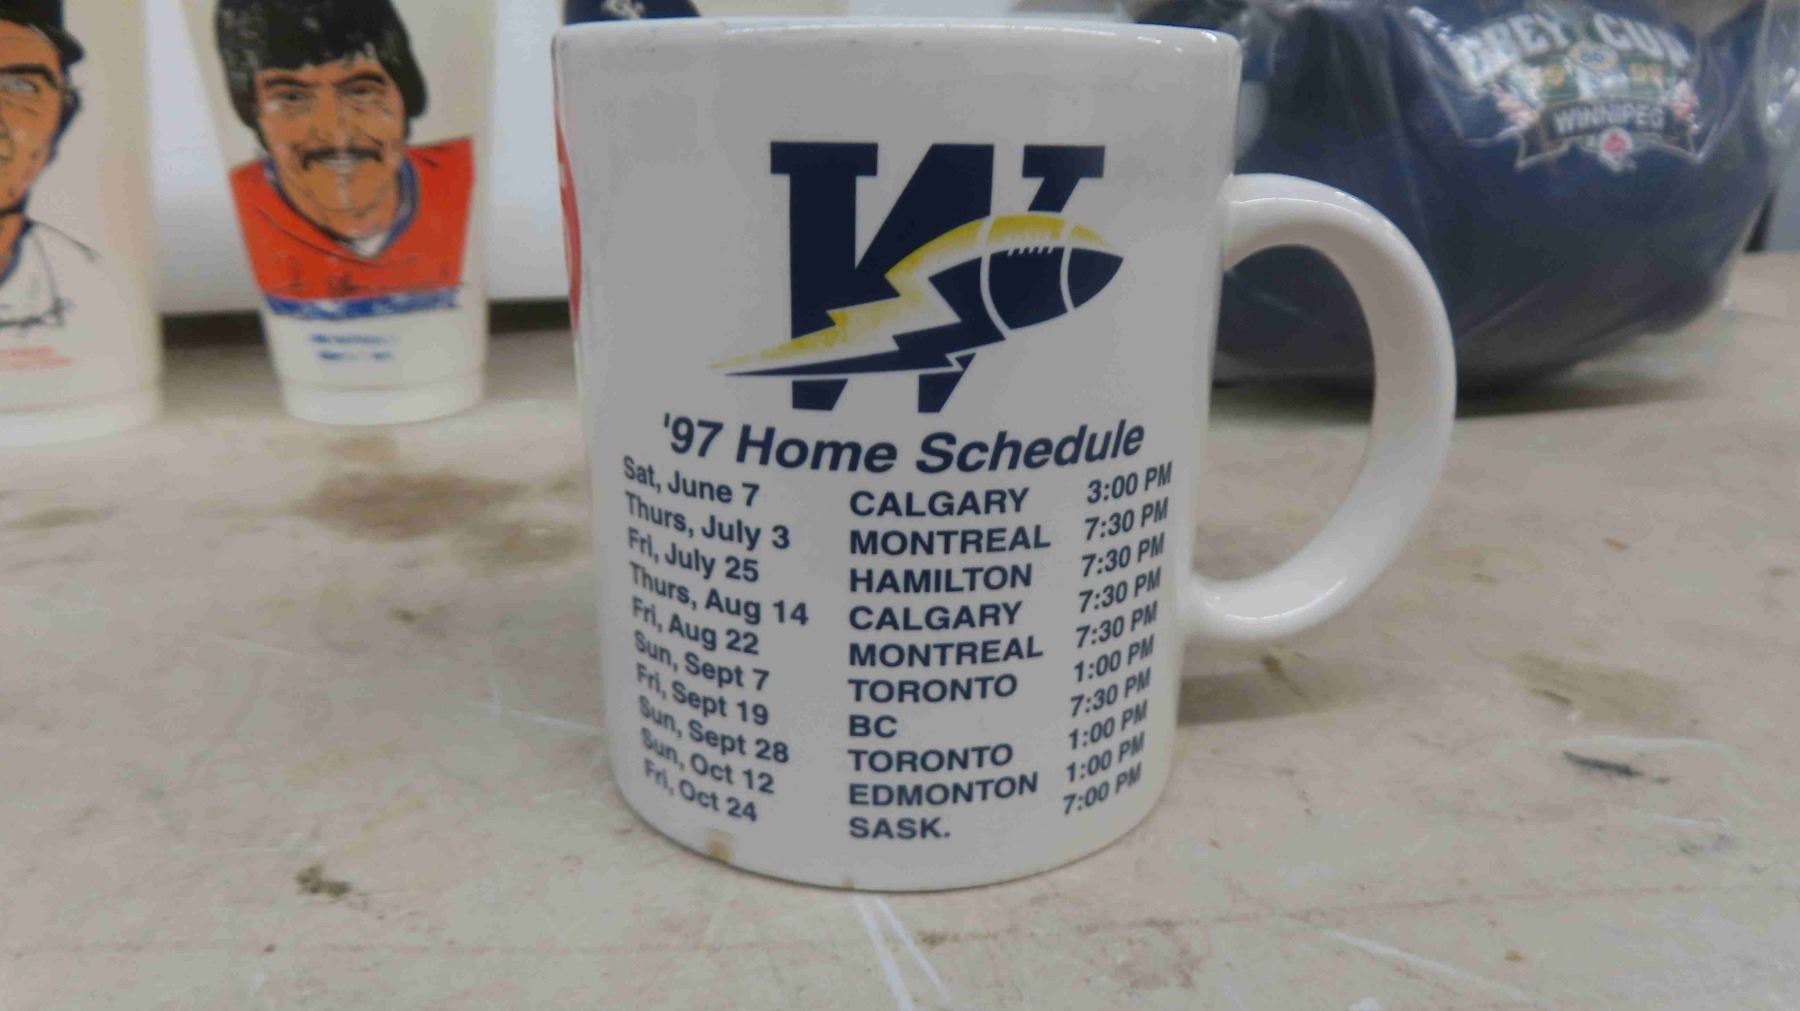 W
'97 Home Schedule
Sat, June 7 CALGARY 3:00 PM
Thurs, July 3 MONTREAL 7:30 PM
Fri, July 25 HAMILTON 7:30 PM
Thurs, Aug 14 CALGARY 7:30 PM
Fri, Aug 22 MONTREAL 7:30 PM
Sun, Sept 7 TORONTO 1:00 PM
Fri, Sept 19 BC 7:30 PM
Sun, Sept 28 TORONTO 1:00 PM
Sun, Oct 12 EDMONTON 1:00 PM
Fri, Oct 24 SASK. 7:00 PM
CUP
WINNIPEG